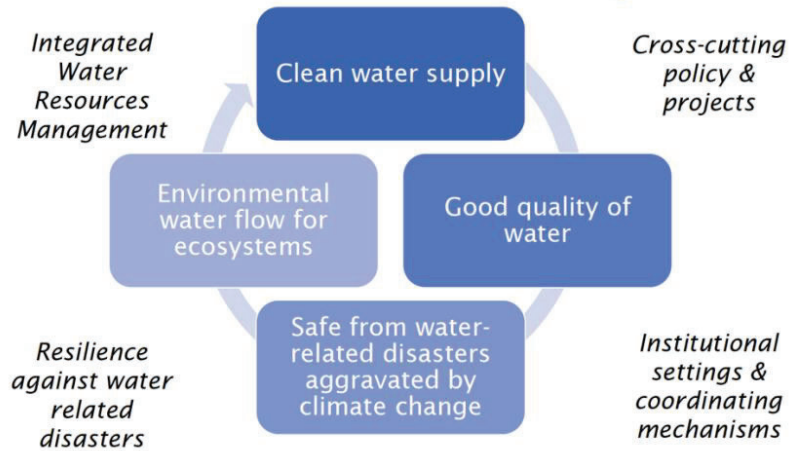 Integrated
Water
Resources
Management
Clean water supply
Cross-cutting
policy &
projects
Environmental
water flow for
ecosystems
Good quality of
water
Safe from water-
related disasters
aggravated by
climate change
Resilience
against water
related
disasters
Institutional
settings &
coordinating
mechanisms